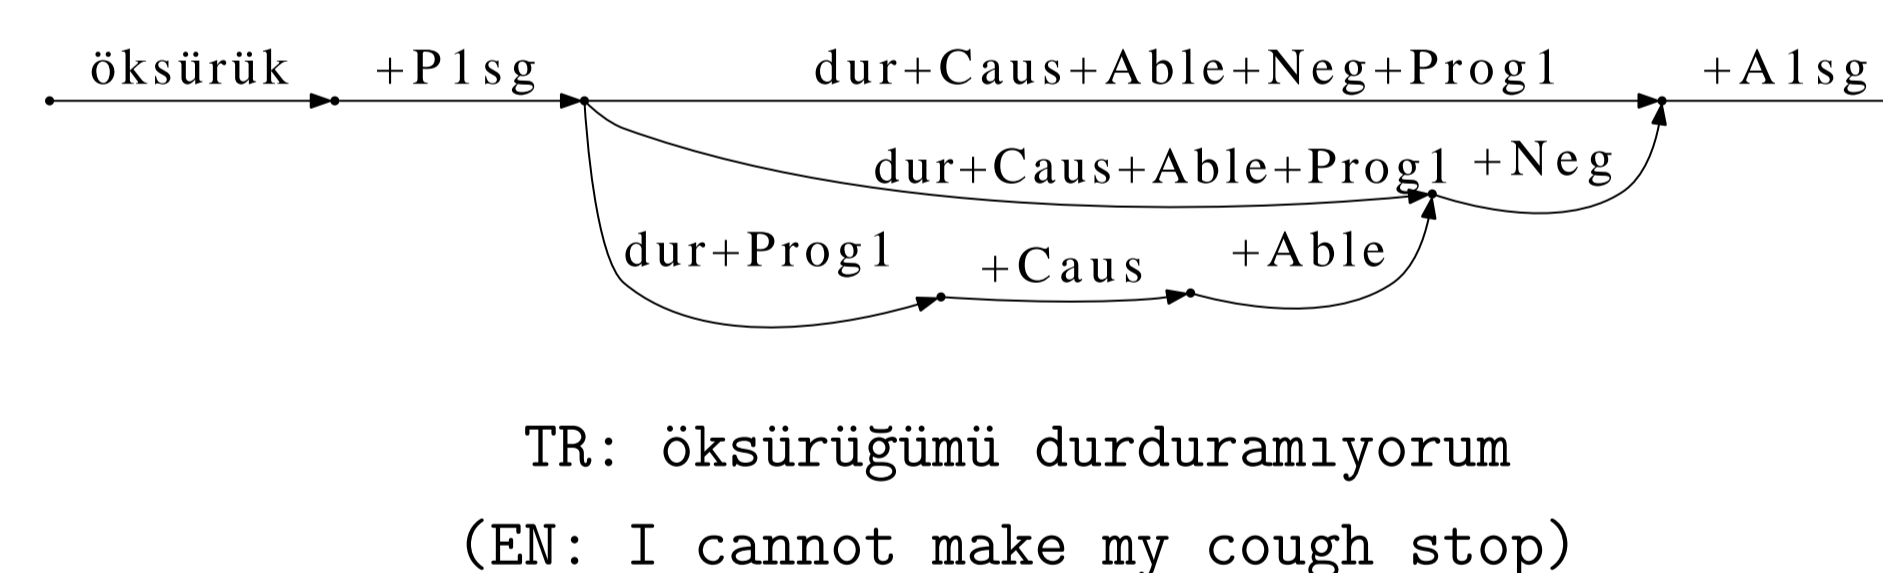 öksürük +P1sg dur+Caus+Able+Neg+Prog1 +A1sg
dur+Caus+Able+Prog1 +Neg
dur+Prog1 +Caus +Able
TR: öksürüğümü durduramıyorum
(EN: I cannot make my cough stop)